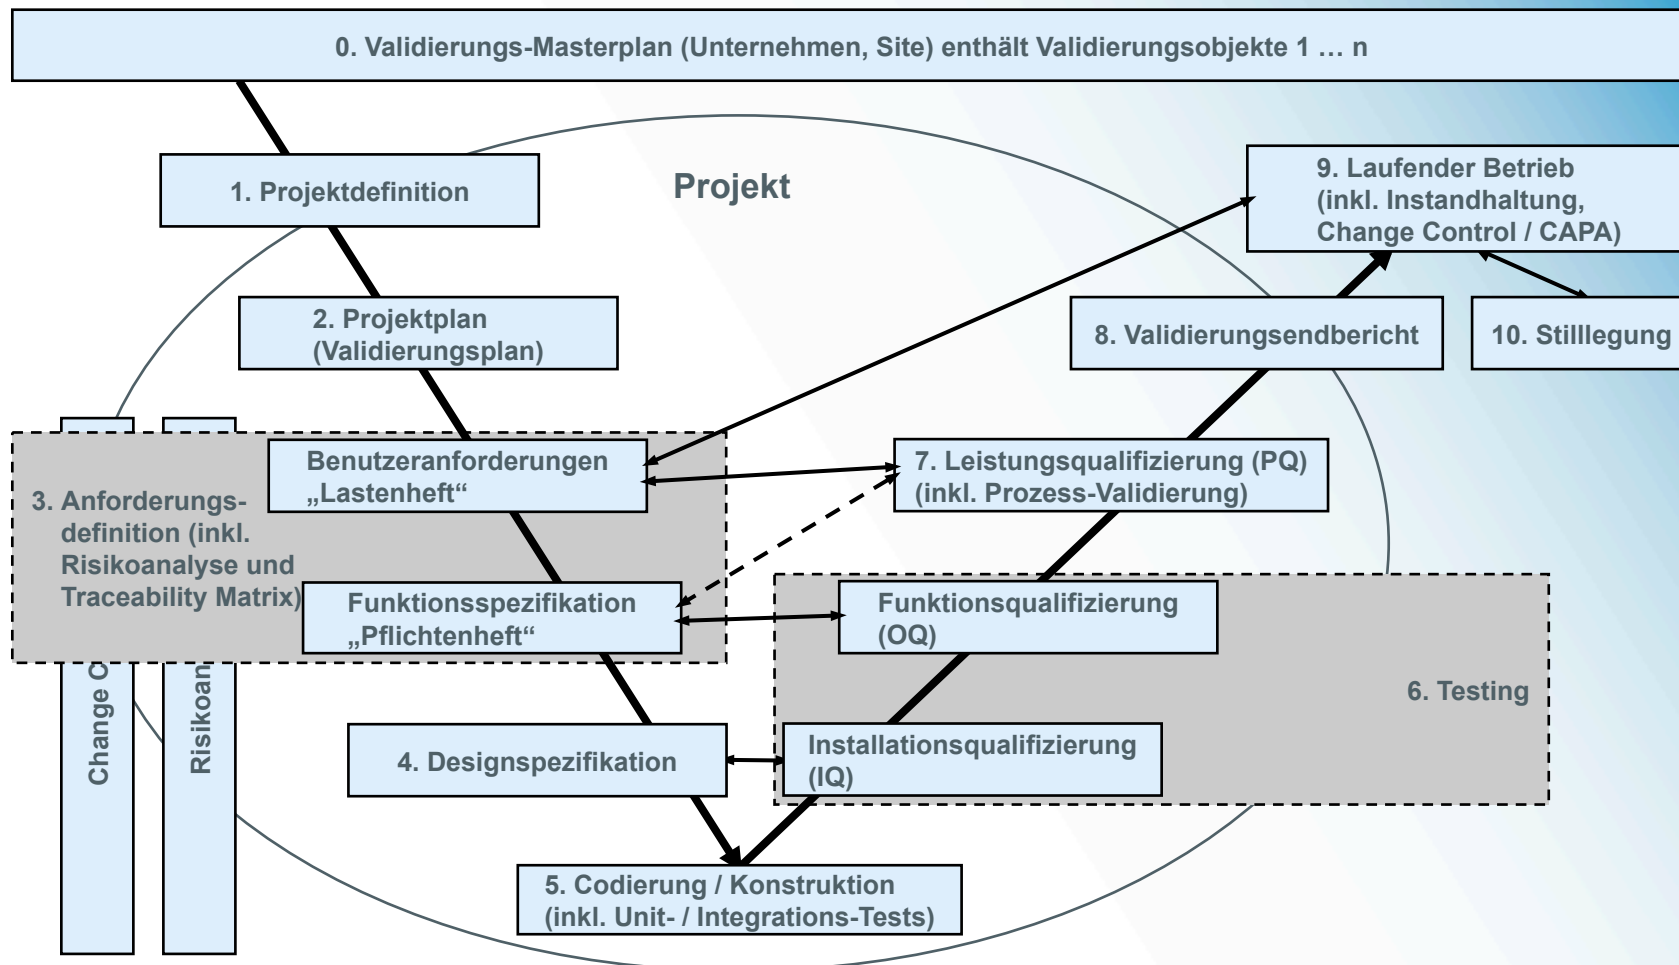 0. Validierungs-Masterplan (Unternehmen, Site) enthält Validierungsobjekte 1 … n
Projekt
1. Projektdefinition
9. Laufender Betrieb
(inkl. Instandhaltung,
Change Control / CAPA)
2. Projektplan
(Validierungsplan)
8. Validierungsendbericht
10. Stilllegung
Benutzeranforderungen
„Lastenheft“
7. Leistungsqualifizierung (PQ)
(inkl. Prozess-Validierung)
3. Anforderungs-
definition (inkl.
Risikoanalyse und
Traceability Matrix)
Funktionsspezifikation
„Pflichtenheft“
Funktionsqualifizierung
(OQ)
6. Testing
Change C
Risikoan
4. Designspezifikation
Installationsqualifizierung
(IQ)
5. Codierung / Konstruktion
(inkl. Unit- / Integrations-Tests)